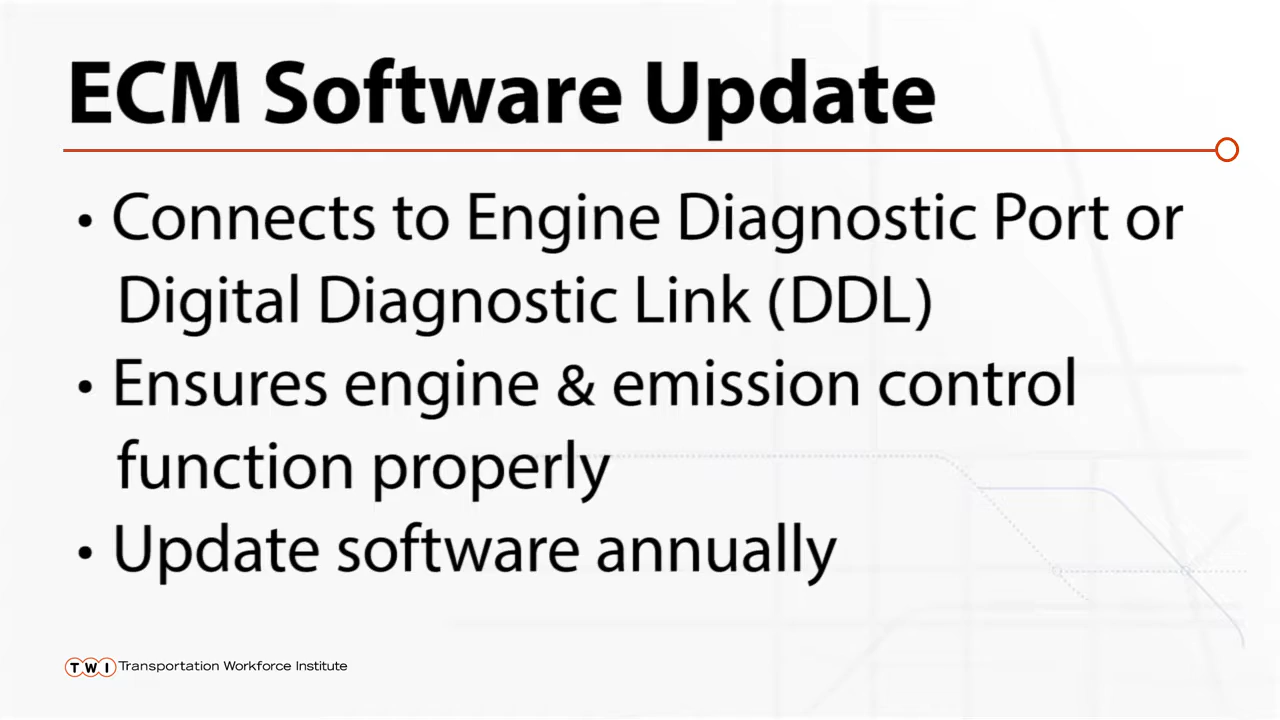 ECM Software Update
• Connects to Engine Diagnostic Port or
Digital Diagnostic Link (DDL)
• Ensures engine & emission control
function properly
• Update software annually
TWI Transportation Workforce Institute